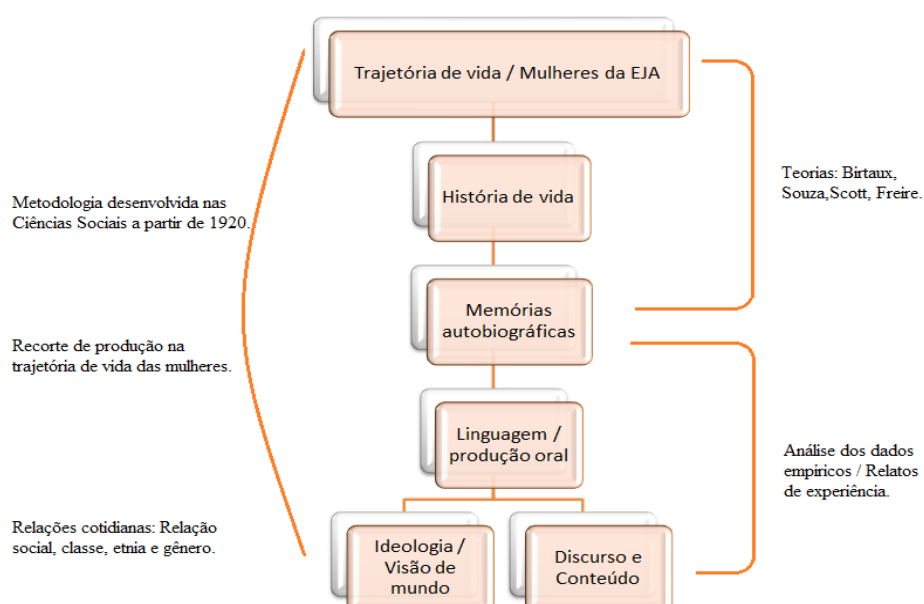 Trajetória de vida / Mulheres da EJA
História de vida
Memórias
autobiográficas
Linguagem /
produção oral
Ideologia /
Visão de
mundo
Discurso e
Conteúdo
Metodologia desenvolvida nas
Ciências Sociais a partir de 1920.
Recorte de produção na
trajetória de vida das mulheres.
Relações cotidianas: Relação
social, classe, etnia e gênero.
Teorias: Birtaux,
Souza,Scott, Freire.
Análise dos dados
empíricos / Relatos
de experiência.